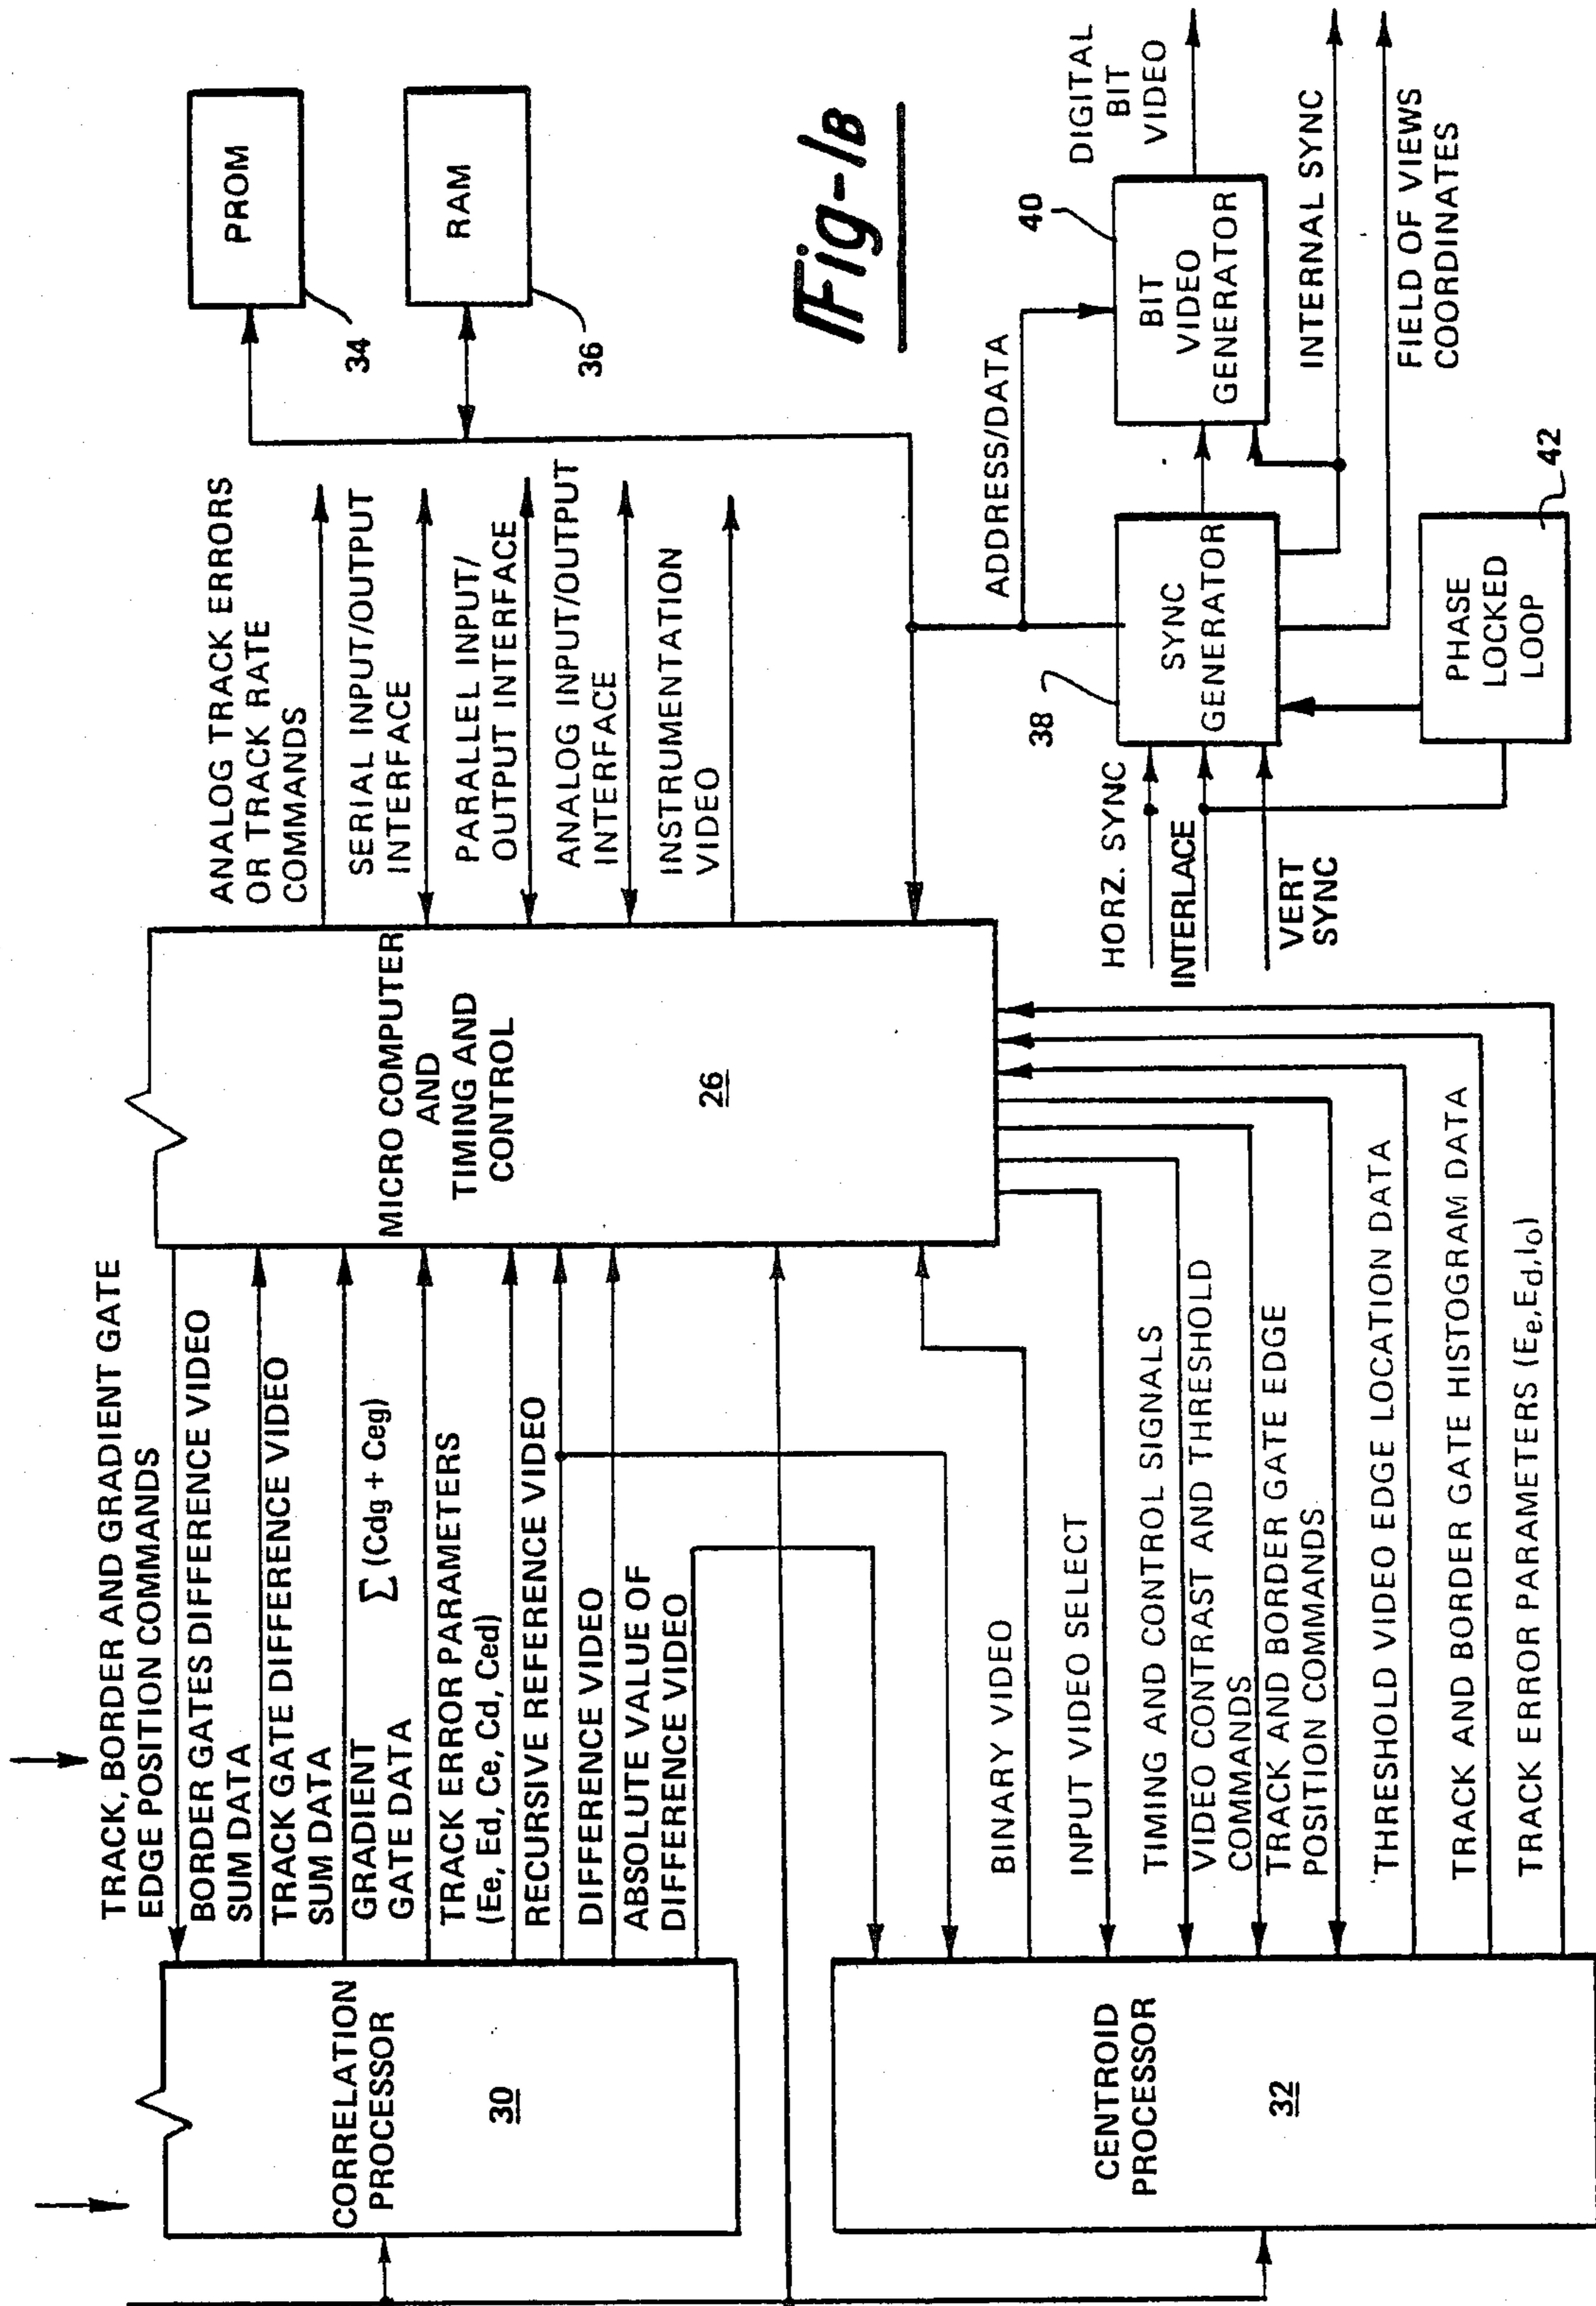 TRACK, BORDER AND GRADIENT GATE
EDGE POSITION COMMANDS
BORDER GATES DIFFERENCE VIDEO
SUM DATA
TRACK GATE DIFFERENCE VIDEO
SUM DATA
GRADIENT
GATE DATA
∑ (Cdg + Ceg)
TRACK ERROR PARAMETERS
(Ee, Ed, Ce, Cd, Ced)
RECURSIVE REFERENCE VIDEO
DIFFERENCE VIDEO
ABSOLUTE VALUE OF
DIFFERENCE VIDEO
CORRELATION
PROCESSOR
30
MICRO COMPUTER
AND
TIMING AND
CONTROL
26
ANALOG TRACK ERRORS
OR TRACK RATE
COMMANDS
SERIAL INPUT/OUTPUT
INTERFACE
PARALLEL INPUT/
OUTPUT INTERFACE
ANALOG INPUT/OUTPUT
INTERFACE
INSTRUMENTATION
VIDEO
PROM
34
RAM
36
Fig-1B
CENTROID
PROCESSOR
32
BINARY VIDEO
INPUT VIDEO SELECT
TIMING AND CONTROL SIGNALS
VIDEO CONTRAST AND THRESHOLD
COMMANDS
TRACK AND BORDER GATE EDGE
POSITION COMMANDS
THRESHOLD VIDEO EDGE LOCATION DATA
TRACK AND BORDER GATE HISTOGRAM DATA
TRACK ERROR PARAMETERS (Ee,Ed,Io)
ADDRESS/DATA
HORZ. SYNC
INTERLACE
VERT
SYNC
38
SYNC
GENERATOR
40
BIT
VIDEO
GENERATOR
DIGITAL
BIT
VIDEO
INTERNAL SYNC
FIELD OF VIEWS
COORDINATES
PHASE
LOCKED
LOOP
42